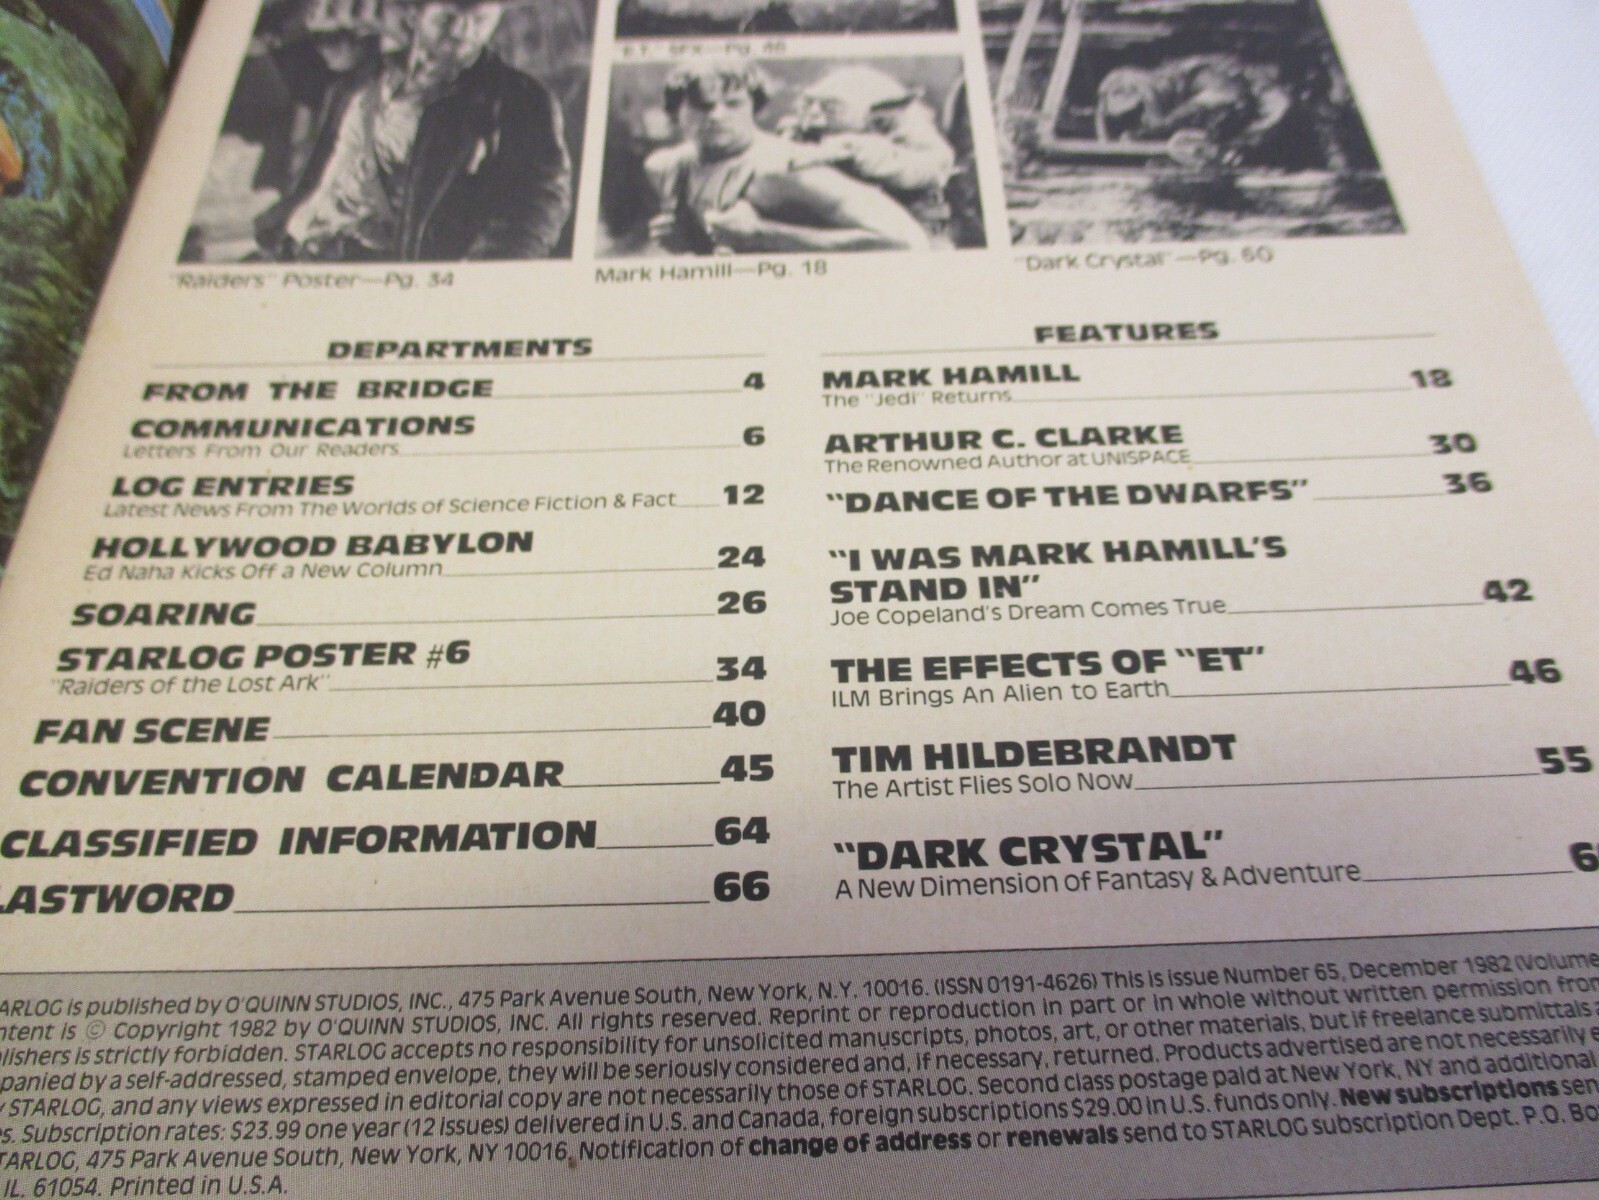 "E.T." SFX—Pg. 46
"Raiders" Poster—Pg. 34
Mark Hamill—Pg. 18
"Dark Crystal"—Pg. 60
DEPARTMENTS
FROM THE BRIDGE 4
COMMUNICATIONS
Letters From Our Readers 6
LOG ENTRIES
Latest News From The Worlds of Science Fiction & Fact 12
HOLLYWOOD BABYLON
Ed Naha Kicks Off a New Column 24
SOARING 26
STARLOG POSTER #6
"Raiders of the Lost Ark" 34
FAN SCENE 40
CONVENTION CALENDAR 45
CLASSIFIED INFORMATION 64
LASTWORD 66
FEATURES
MARK HAMILL
The "Jedi" Returns 18
ARTHUR C. CLARKE
The Renowned Author at UNISPACE 30
"DANCE OF THE DWARFS" 36
"I WAS MARK HAMILL'S
STAND IN"
Joe Copeland's Dream Comes True 42
THE EFFECTS OF "ET"
ILM Brings An Alien to Earth 46
TIM HILDEBRANDT
The Artist Flies Solo Now 55
"DARK CRYSTAL"
A New Dimension of Fantasy & Adventure 6
ARLOG is published by O'QUINN STUDIOS, INC., 475 Park Avenue South, New York, N.Y. 10016. (ISSN 0191-4626) This is issue Number 65, December 1982 (Volume
ntent is © Copyright 1982 by O'QUINN STUDIOS, INC. All rights reserved. Reprint or reproduction in part or in whole without written permission from
lishers is strictly forbidden. STARLOG accepts no responsibility for unsolicited manuscripts, photos, art, or other materials, but if freelance submittals a
panied by a self-addressed, stamped envelope, they will be seriously considered and, if necessary, returned. Products advertised are not necessarily e
y STARLOG, and any views expressed in editorial copy are not necessarily those of STARLOG. Second class postage paid at New York, NY and additional
s. Subscription rates: $23.99 one year (12 issues) delivered in U.S. and Canada, foreign subscriptions $29.00 in U.S. funds only. New subscriptions sen
TARLOG, 475 Park Avenue South, New York, NY 10016. Notification of change of address or renewals send to STARLOG subscription Dept. P.O. Bo
IL. 61054. Printed in U.S.A.